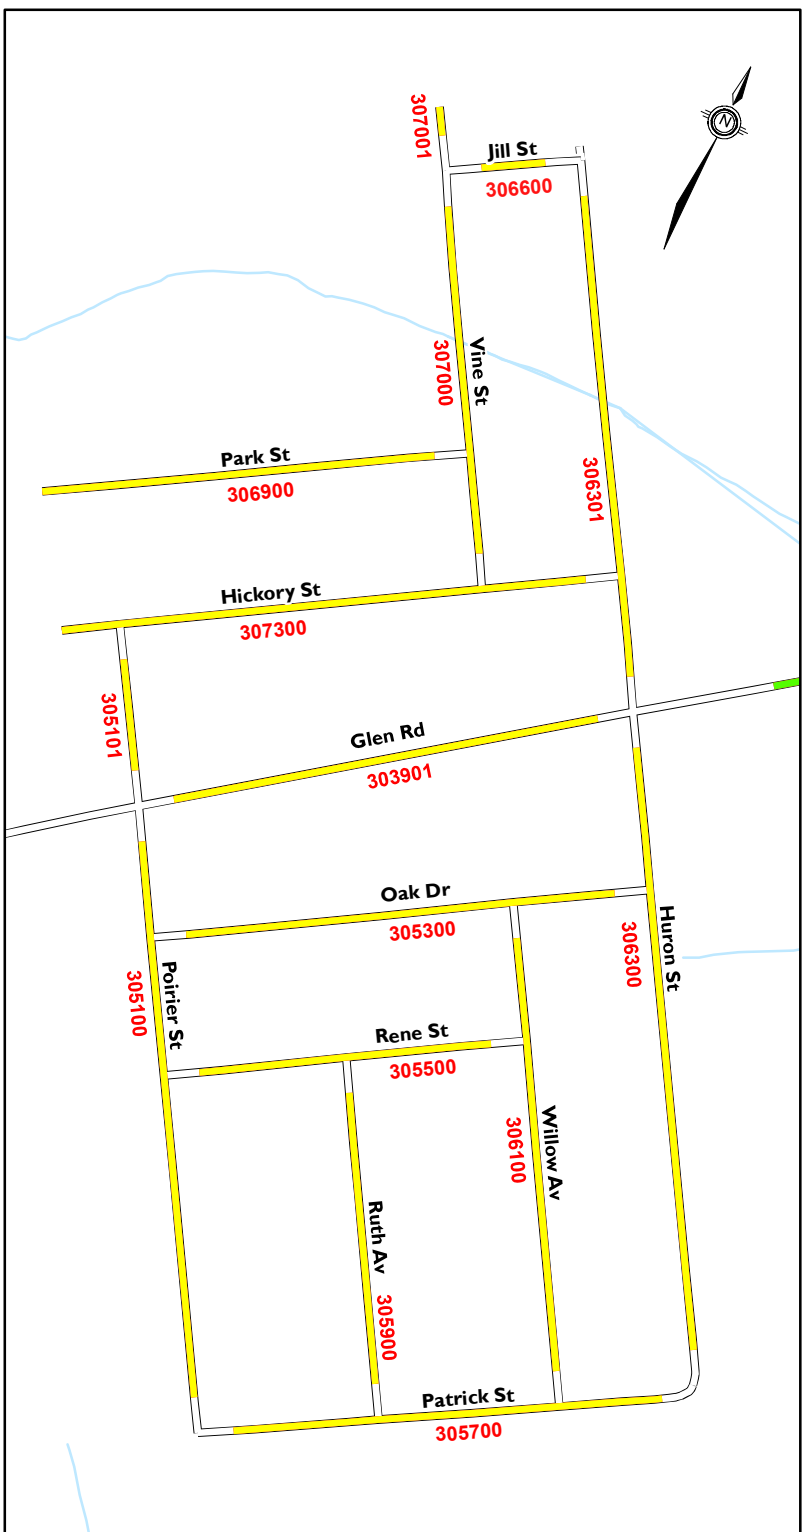 307001
Jill St
306600
N
Vine St
307000
Park St
306900
306301
Hickory St
307300
305101
Glen Rd
303901
Oak Dr
305300
Huron St
306300
Poirier St
305100
Rene St
305500
Willow Av
306100
Ruth Av
305900
Patrick St
305700